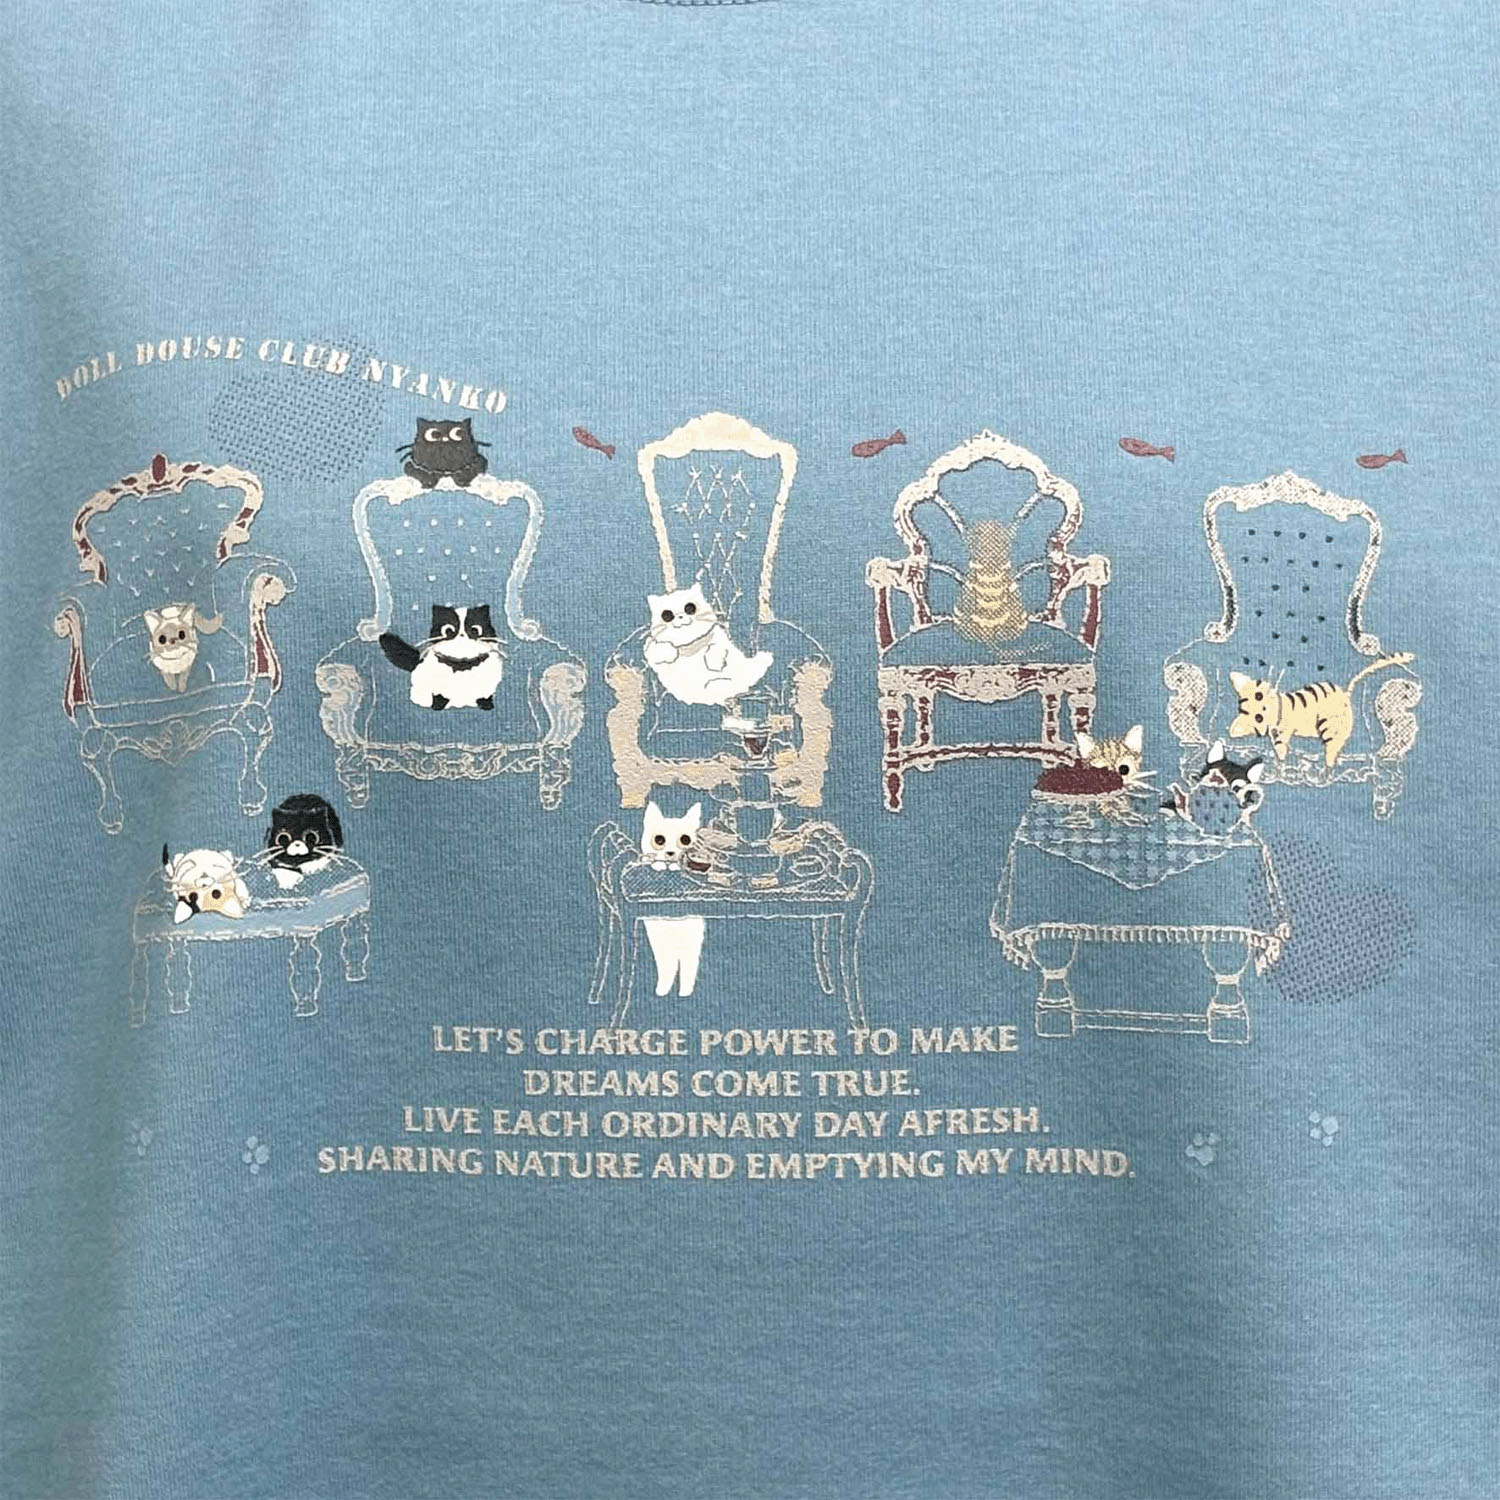 DOLL HOUSE CLUB NYANKO
LET'S CHARGE POWER TO MAKE
DREAMS COME TRUE.
LIVE EACH ORDINARY DAY AFRESH.
SHARING NATURE AND EMPTYING MY MIND.